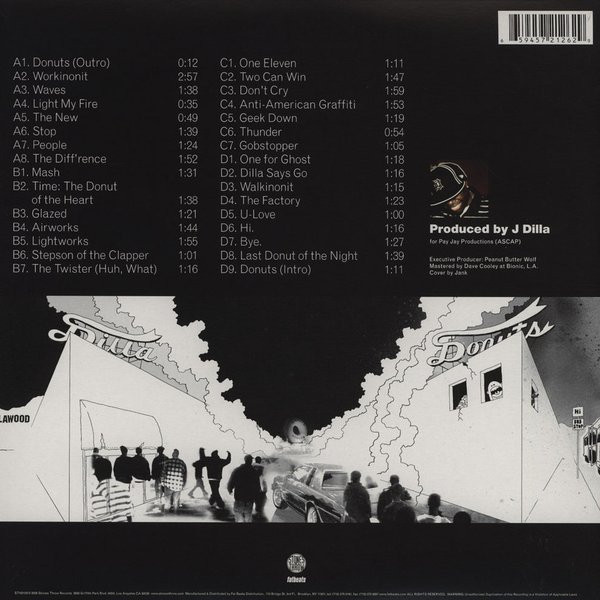 6 59457 21262 0
A1. Donuts (Outro) 0:12
A2. Workinonit 2:57
A3. Waves 1:38
A4. Light My Fire 0:35
A5. The New 0:49
A6. Stop 1:39
A7. People 1:24
A8. The Diff'rence 1:52
B1. Mash 1:31
B2. Time: The Donut
of the Heart 1:38
B3. Glazed 1:21
B4. Airworks 1:44
B5. Lightworks 1:55
B6. Stepson of the Clapper 1:01
B7. The Twister (Huh, What) 1:16
C1. One Eleven 1:11
C2. Two Can Win 1:47
C3. Don't Cry 1:59
C4. Anti-American Graffiti 1:53
C5. Geek Down 1:19
C6. Thunder 0:54
C7. Gobstopper 1:05
D1. One for Ghost 1:18
D2. Dilla Says Go 1:16
D3. Walkinonit 1:15
D4. The Factory 1:23
D5. U-Love 1:00
D6. Hi. 1:16
D7. Bye. 1:27
D8. Last Donut of the Night 1:39
D9. Donuts (Intro) 1:11
Produced by J Dilla
for Pay Jay Productions (ASCAP)
Executive Producer: Peanut Butter Wolf
Mastered by Dave Cooley at Bionic, L.A.
Cover by Jank
Dilla
Donuts
LAWOOD
Hi
fatbeats